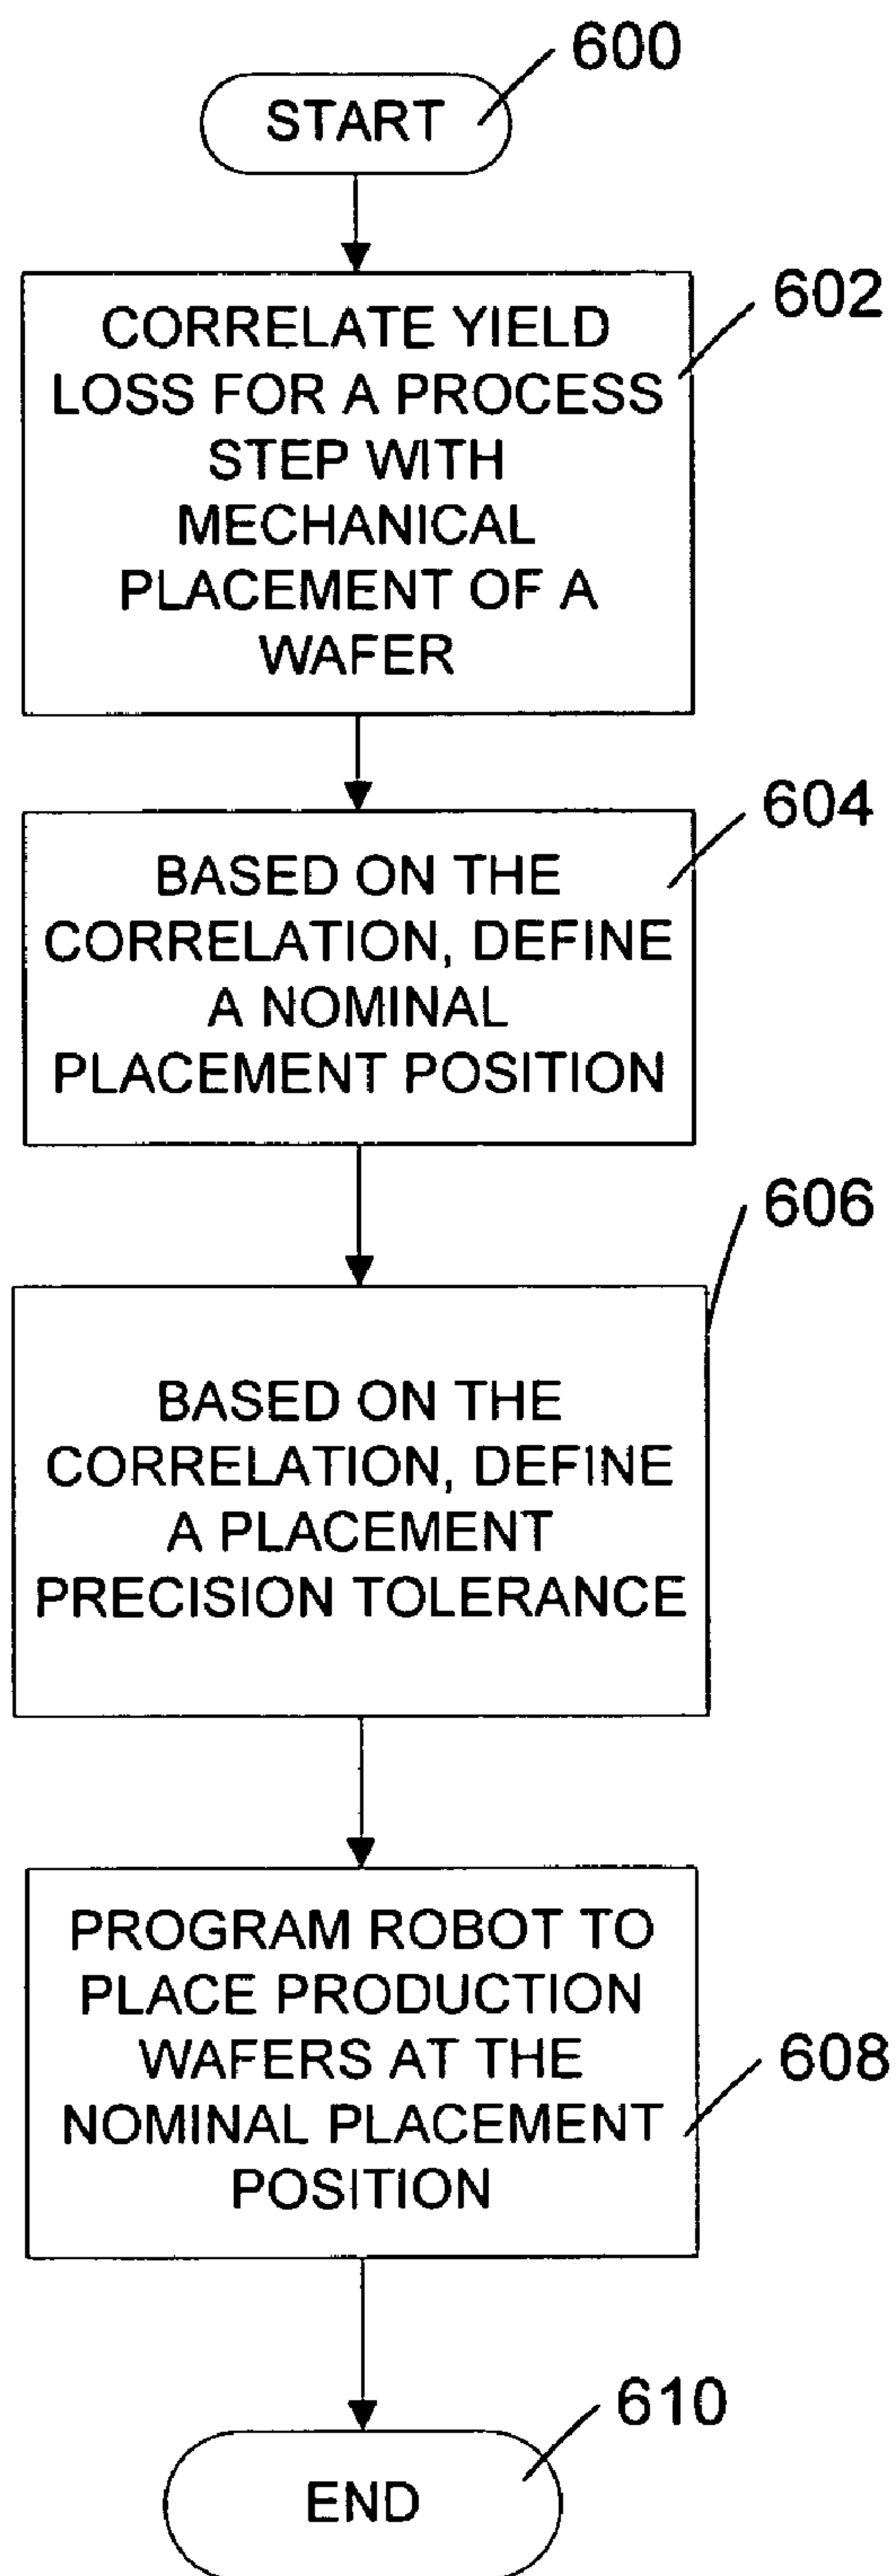 600
START
602
CORRELATE YIELD
LOSS FOR A PROCESS
STEP WITH
MECHANICAL
PLACEMENT OF A
WAFER
604
BASED ON THE
CORRELATION, DEFINE
A NOMINAL
PLACEMENT POSITION
606
BASED ON THE
CORRELATION, DEFINE
A PLACEMENT
PRECISION TOLERANCE
PROGRAM ROBOT TO
PLACE PRODUCTION
WAFERS AT THE
608
NOMINAL PLACEMENT
POSITION
610
END